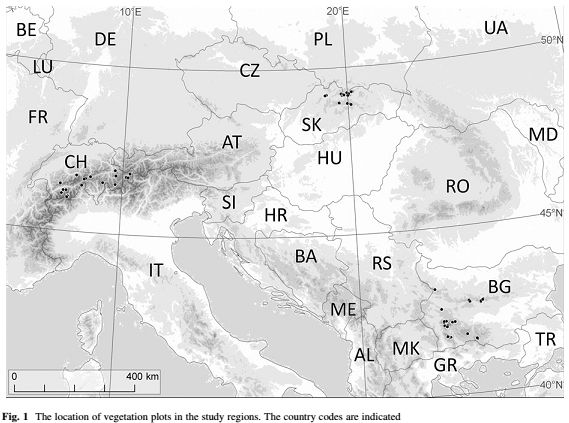 10°E
20°E
BE
DE
PL
UA
50°N
LU
CZ
FR
SK
MD
CH
AT
HU
RO
SI
HR
45°N
BA
RS
IT
BG
ME
MK
TR
AL
GR
0
400 km
40°N
Fig. 1 The location of vegetation plots in the study regions. The country codes are indicated